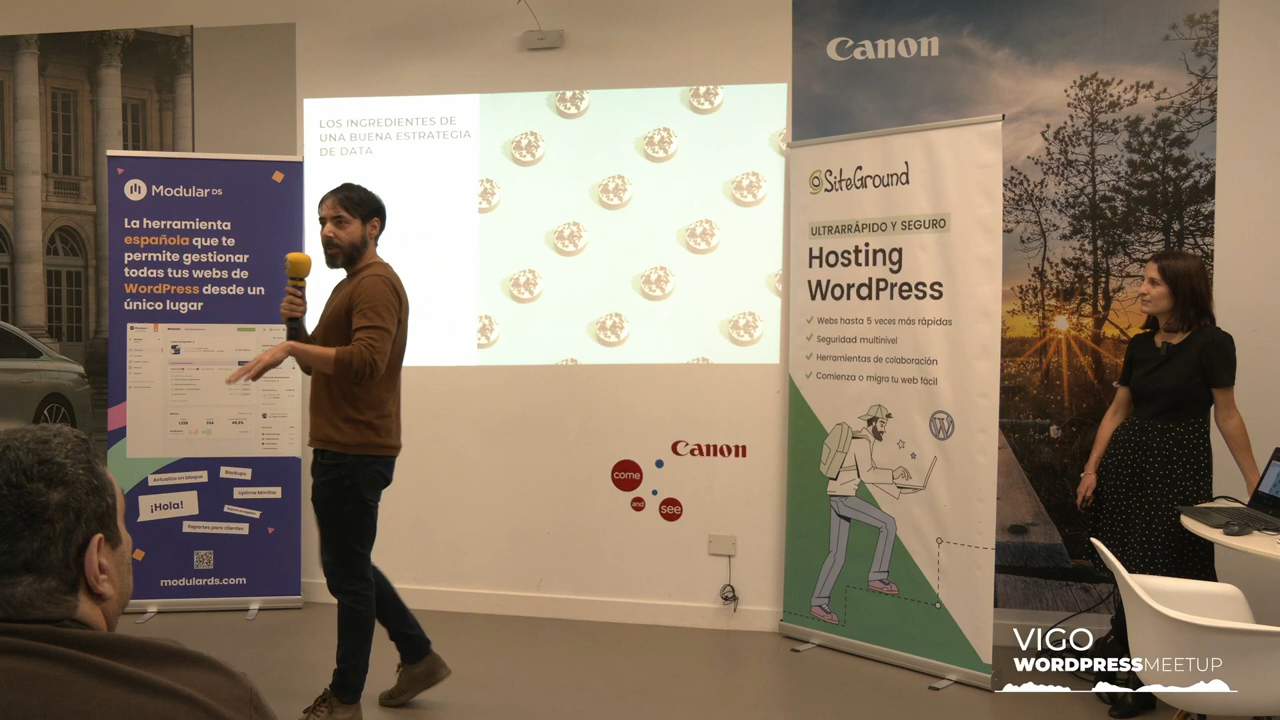 Modular DS
La herramienta
española que te
permite gestionar
todas tus webs de
WordPress desde un
único lugar
Actualiza en bloque
Backups
¡Hola!
Uptime Monitor
Reportes para clientes
modulards.com
LOS INGREDIENTES DE
UNA BUENA ESTRATEGIA
DE DATA
Canon
come
and
see
Canon
SiteGround
ULTRARRÁPIDO Y SEGURO
Hosting
WordPress
Webs hasta 5 veces más rápidas
Seguridad multinivel
Herramientas de colaboración
Comienza o migra tu web fácil
VIGO
WORDPRESSMEETUP